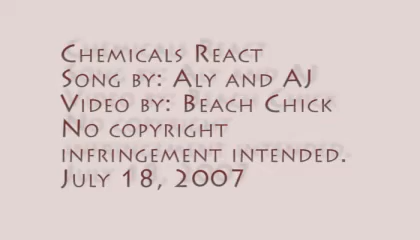 Chemicals React
Song by: Aly and AJ
Video by: Beach Chick
No copyright
infringement intended.
July 18, 2007